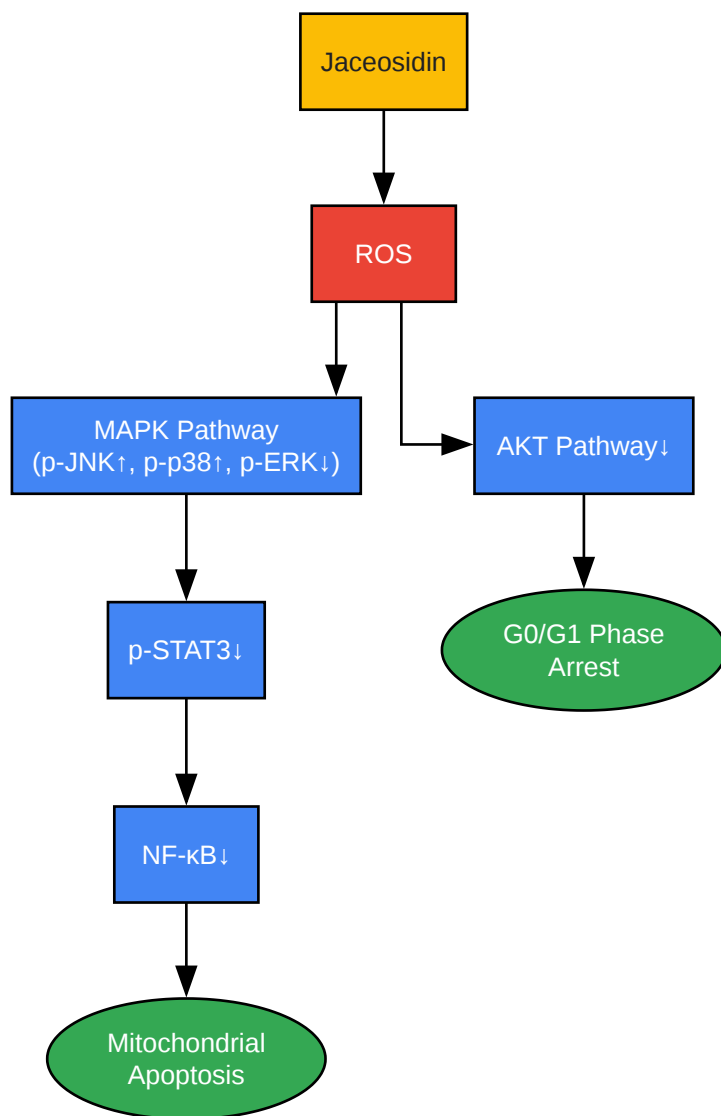 Jaceosidin
ROS
MAPK Pathway
(p-JNK↑, p-p38↑, p-ERK↓)
AKT Pathway↓
p-STAT3↓
G0/G1 Phase
Arrest
NF-κB↓
Mitochondrial
Apoptosis